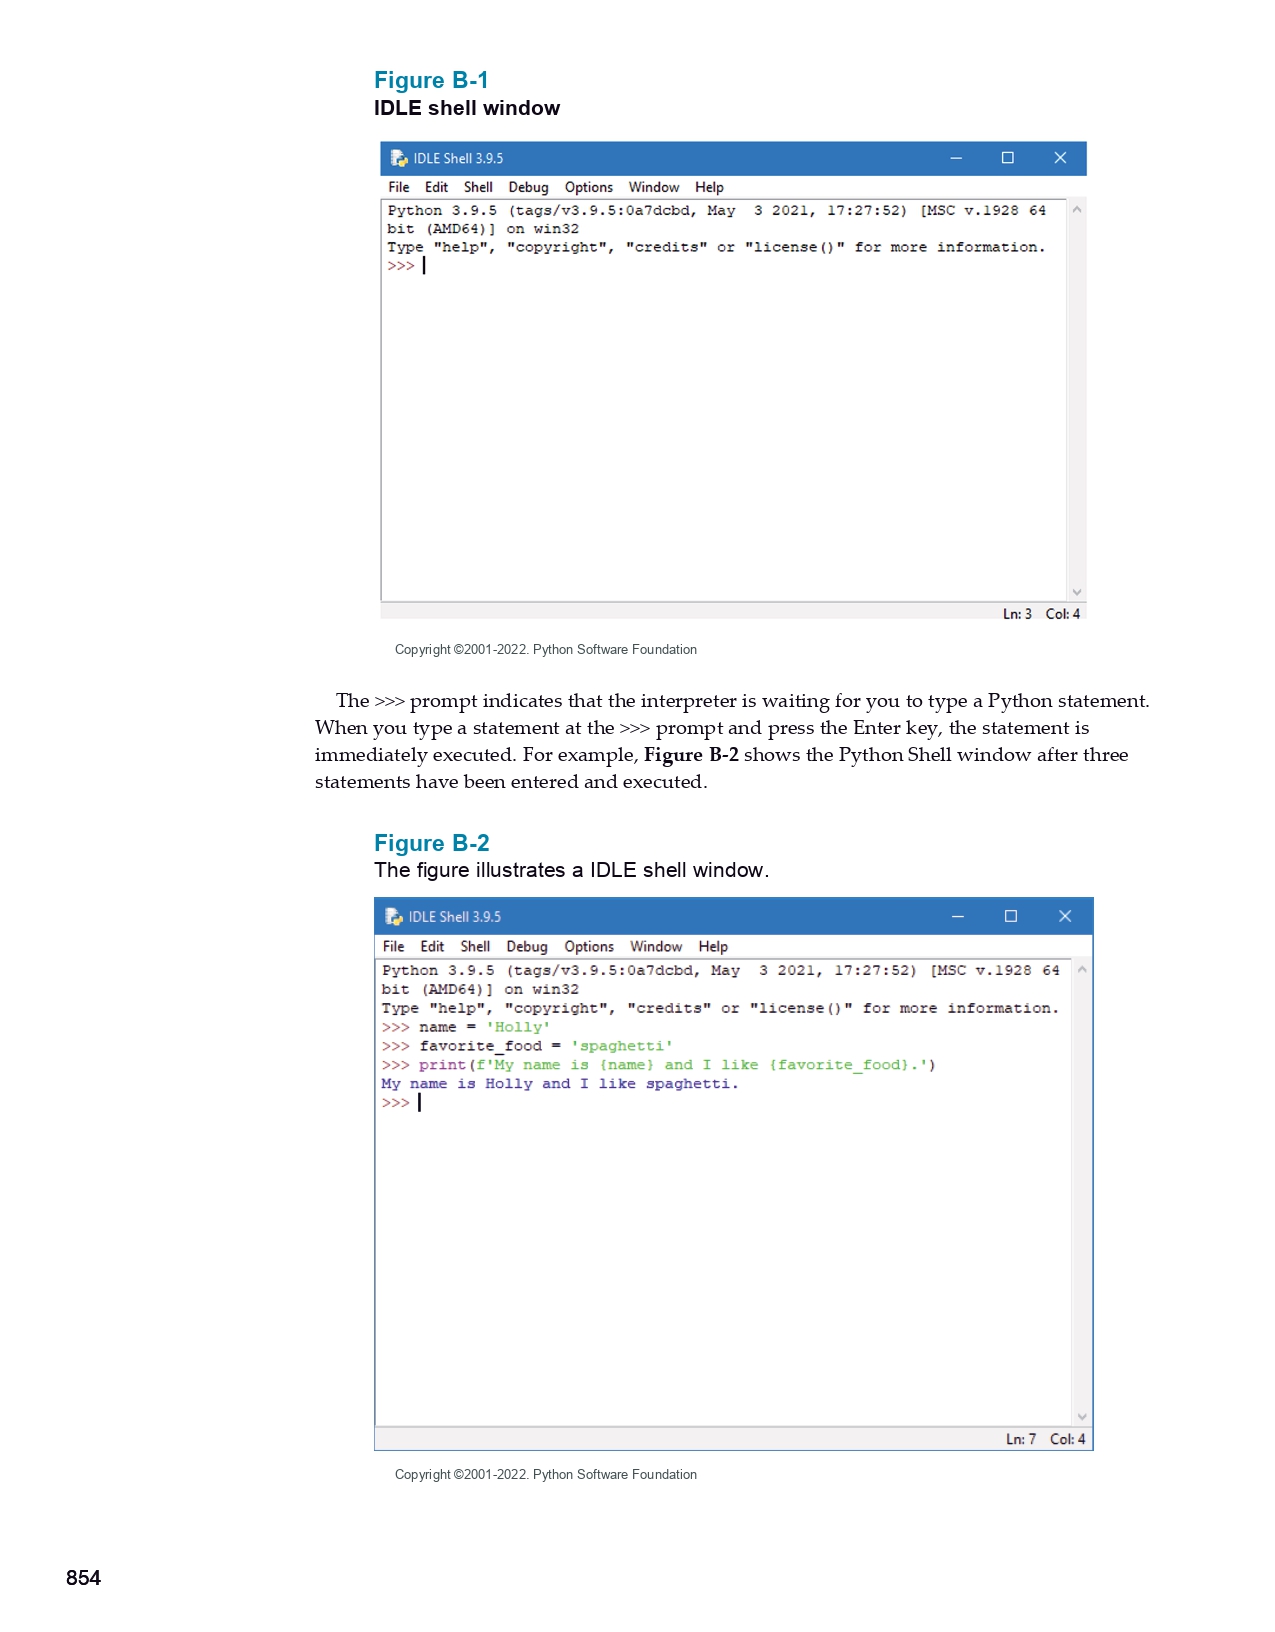 Figure B-1
IDLE shell window
IDLE Shell 3.9.5
File Edit Shell Debug Options Window Help
Python 3.9.5 (tags/v3.9.5:0a7dcbd, May  3 2021, 17:27:52) [MSC v.1928 64
bit (AMD64)] on win32
Type "help", "copyright", "credits" or "license()" for more information.
>>>
Ln: 3 Col: 4
Copyright ©2001-2022. Python Software Foundation
The >>> prompt indicates that the interpreter is waiting for you to type a Python statement.
When you type a statement at the >>> prompt and press the Enter key, the statement is
immediately executed. For example, Figure B-2 shows the Python Shell window after three
statements have been entered and executed.
Figure B-2
The figure illustrates a IDLE shell window.
IDLE Shell 3.9.5
File Edit Shell Debug Options Window Help
Python 3.9.5 (tags/v3.9.5:0a7dcbd, May  3 2021, 17:27:52) [MSC v.1928 64
bit (AMD64)] on win32
Type "help", "copyright", "credits" or "license()" for more information.
>>> name = 'Holly'
>>> favorite_food = 'spaghetti'
>>> print(f'My name is {name} and I like {favorite_food}.')
My name is Holly and I like spaghetti.
>>>
Ln: 7 Col: 4
Copyright ©2001-2022. Python Software Foundation
854